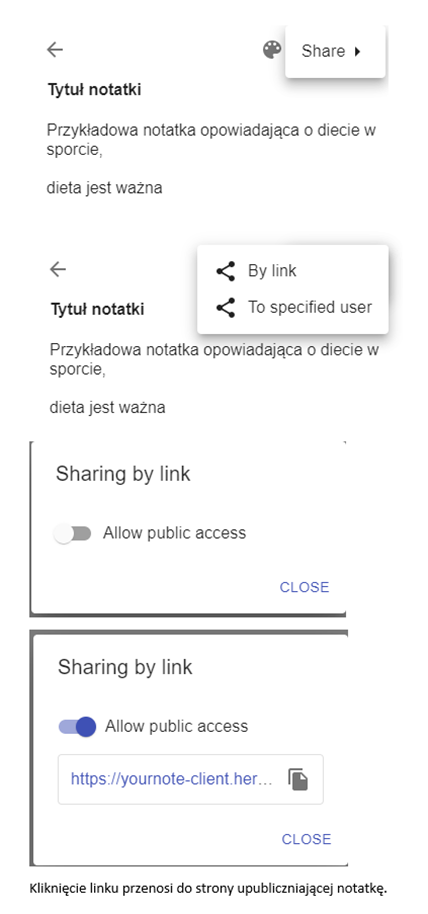 Share
Tytuł notatki
Przykładowa notatka opowiadająca o diecie w
sporcie,
dieta jest ważna
By link
To specified user
Tytuł notatki
Przykładowa notatka opowiadająca o diecie w
sporcie,
dieta jest ważna
Sharing by link
Allow public access
CLOSE
Sharing by link
Allow public access
https://yournote-client.her...
CLOSE
Kliknięcie linku przenosi do strony upubliczniającej notatkę.